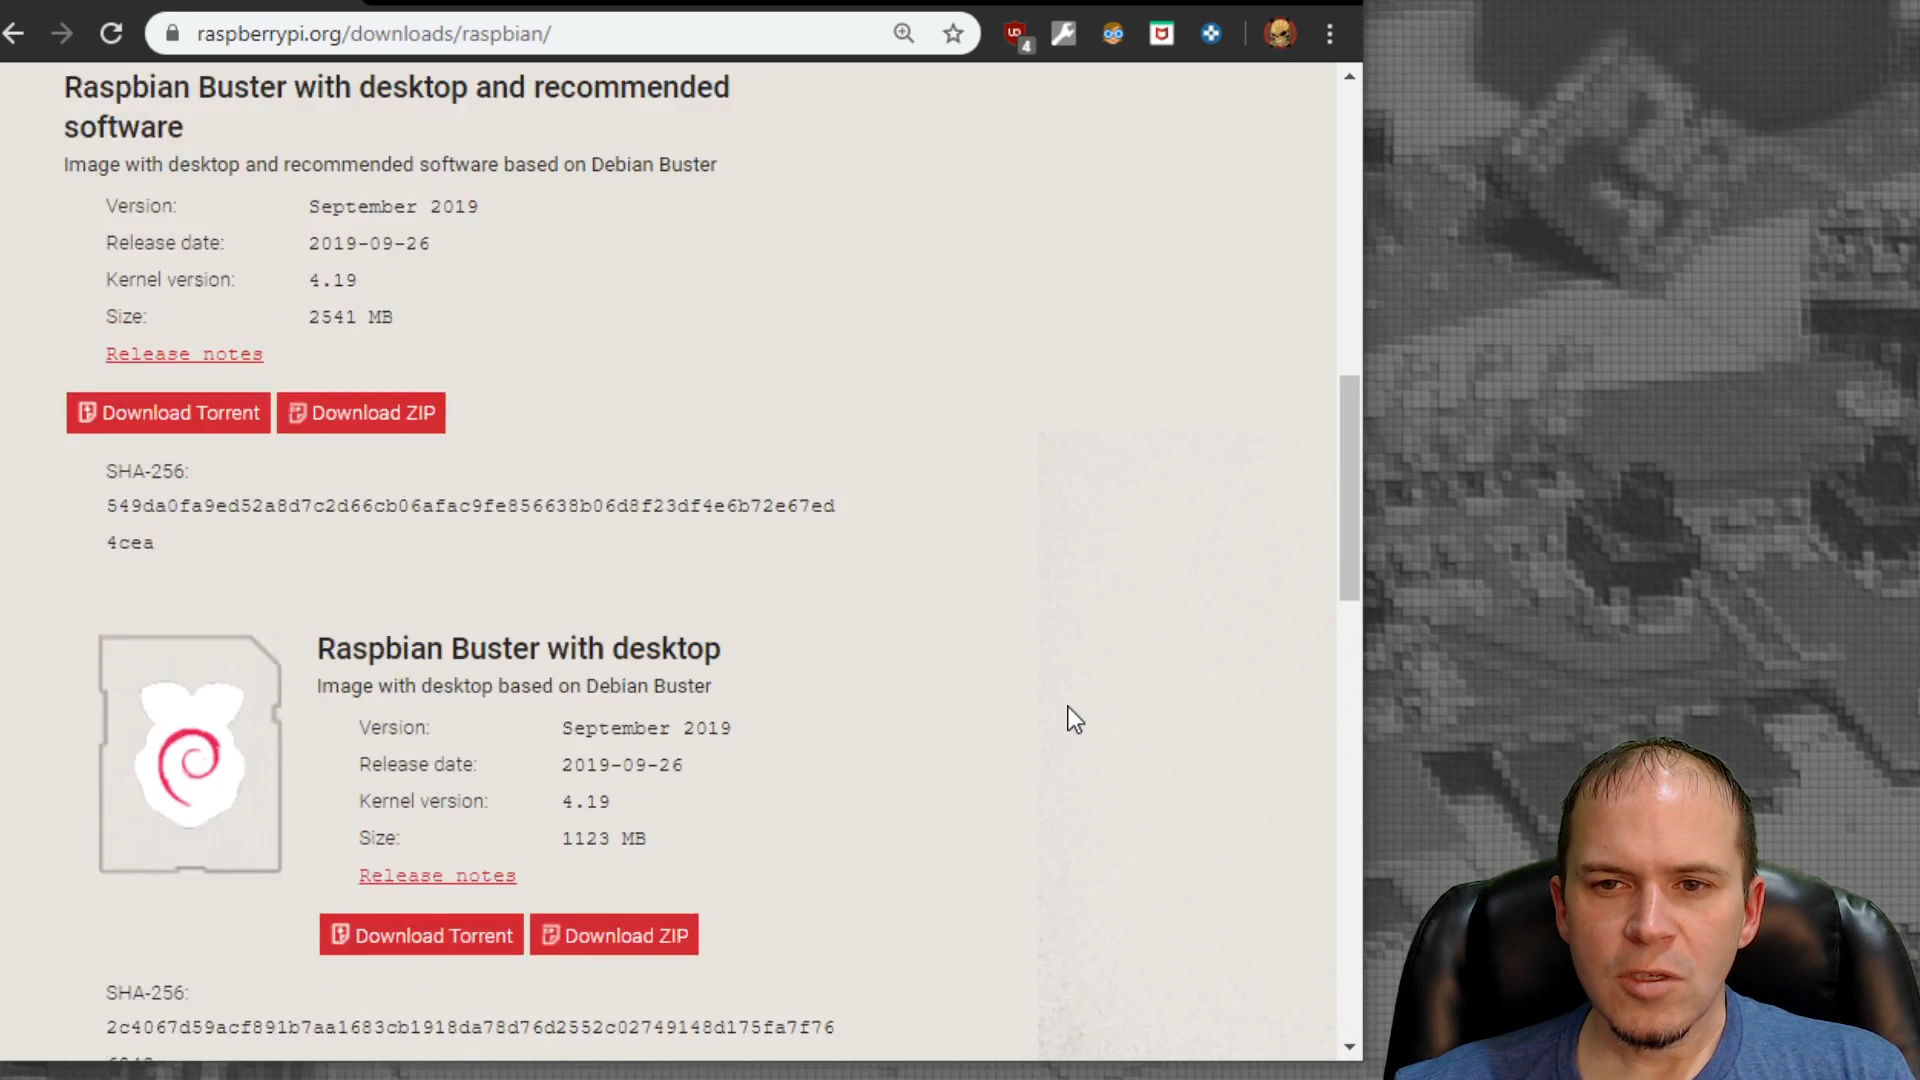 raspberrypi.org/downloads/raspbian/
4
Raspbian Buster with desktop and recommended
software
Image with desktop and recommended software based on Debian Buster
Version: September 2019
Release date: 2019-09-26
Kernel version: 4.19
Size: 2541 MB
Release notes
Download Torrent Download ZIP
SHA-256:
549da0fa9ed52a8d7c2d66cb06afac9fe856638b06d8f23df4e6b72e67ed
4cea
Raspbian Buster with desktop
Image with desktop based on Debian Buster
Version: September 2019
Release date: 2019-09-26
Kernel version: 4.19
Size: 1123 MB
Release notes
Download Torrent Download ZIP
SHA-256:
2c4067d59acf891b7aa1683cb1918da78d76d2552c02749148d175fa7f76